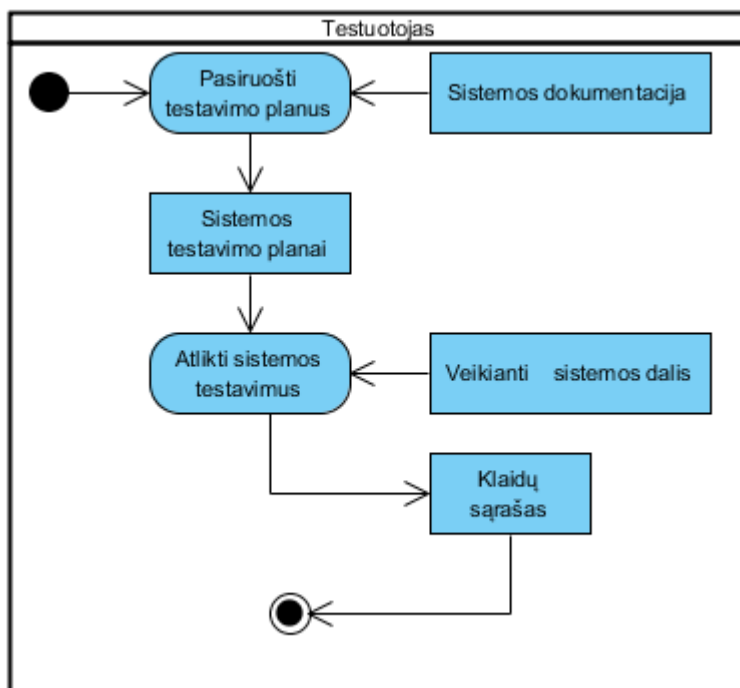 Testuotojas
Pasiruošti
testavimo planus
Sistemos dokumentacija
Sistemos
testavimo planai
Atlikti sistemos
testavimus
Veikianti sistemos dalis
Klaidų
sąrašas